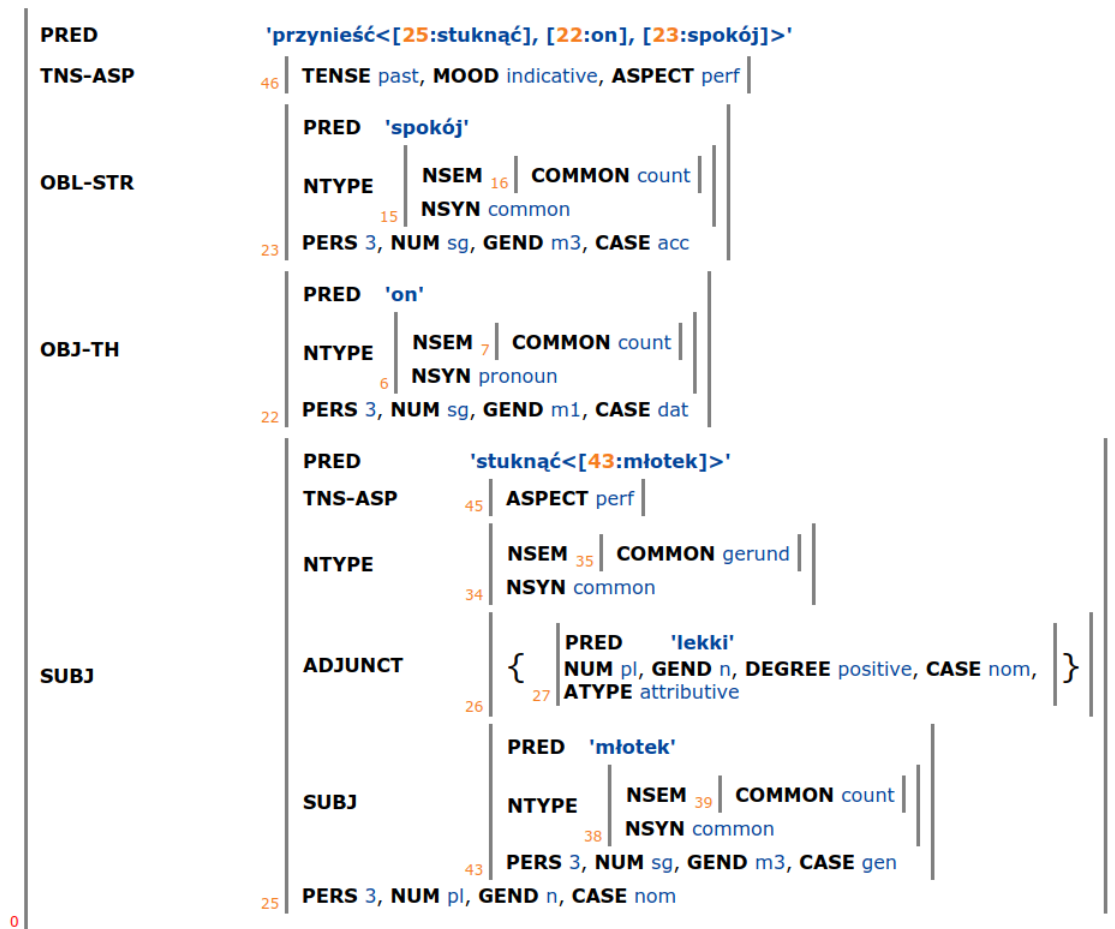 PRED 'przynieść<[25:stuknąć], [22:on], [23:spokój]>'
TNS-ASP 46 TENSE past, MOOD indicative, ASPECT perf
PRED 'spokój'
OBL-STR NTYPE NSEM 16 COMMON count
15 NSYN common
23 PERS 3, NUM sg, GEND m3, CASE acc
PRED 'on'
OBJ-TH NTYPE NSEM 7 COMMON count
6 NSYN pronoun
22 PERS 3, NUM sg, GEND m1, CASE dat
PRED 'stuknąć<[43:młotek]>'
TNS-ASP 45 ASPECT perf
NTYPE NSEM 35 COMMON gerund
34 NSYN common
SUBJ ADJUNCT { PRED 'lekki' }
NUM pl, GEND n, DEGREE positive, CASE nom,
26 27 ATYPE attributive
PRED 'młotek'
SUBJ NTYPE NSEM 39 COMMON count
38 NSYN common
43 PERS 3, NUM sg, GEND m3, CASE gen
25 PERS 3, NUM pl, GEND n, CASE nom
0